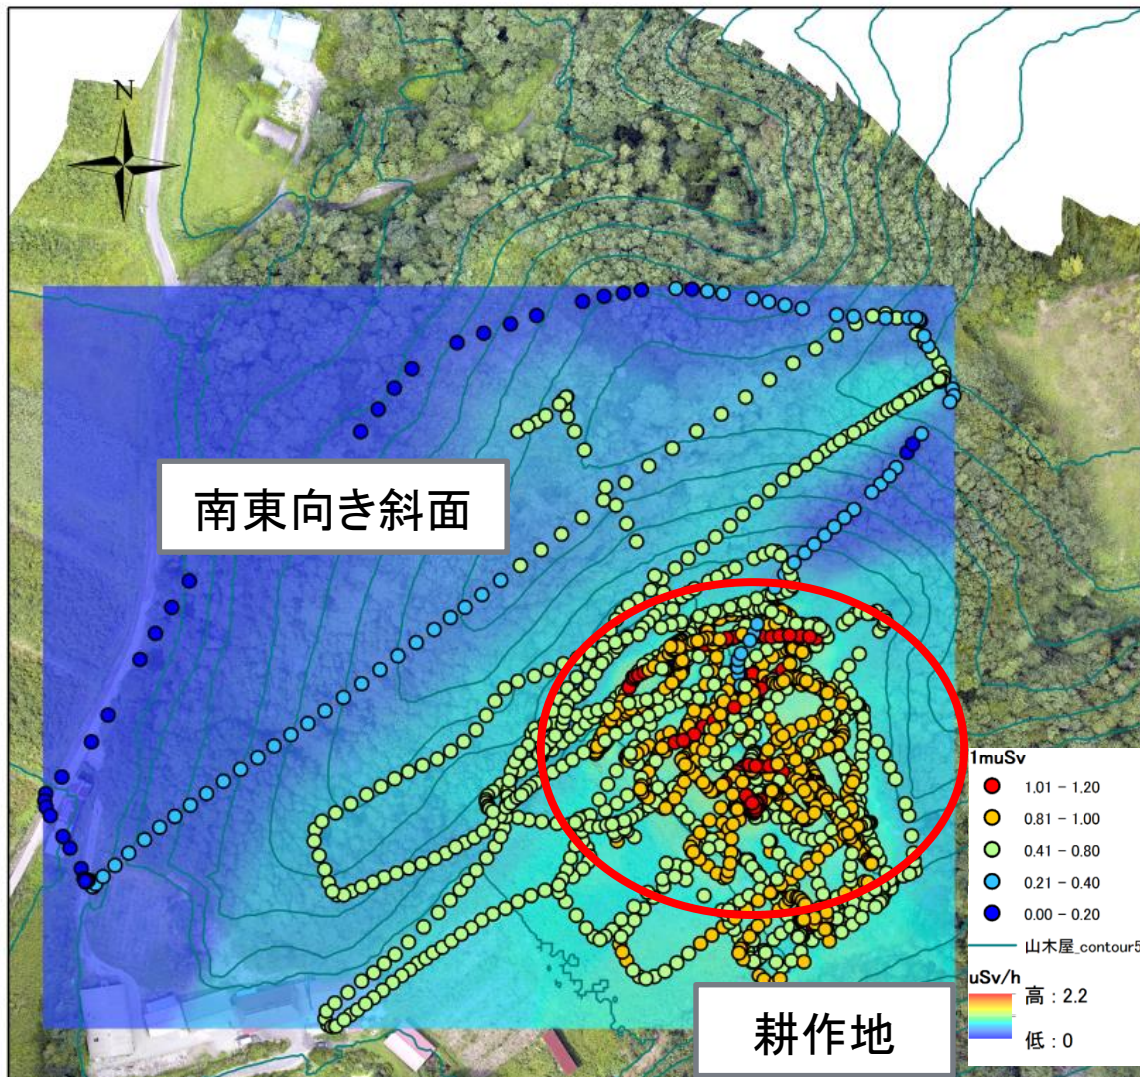 N
南東向き斜面
1muSv
1.01 - 1.20
0.81 - 1.00
0.41 - 0.80
0.21 - 0.40
0.00 - 0.20
山木屋_contour5
uSv/h
高 : 2.2
低 : 0
耕作地